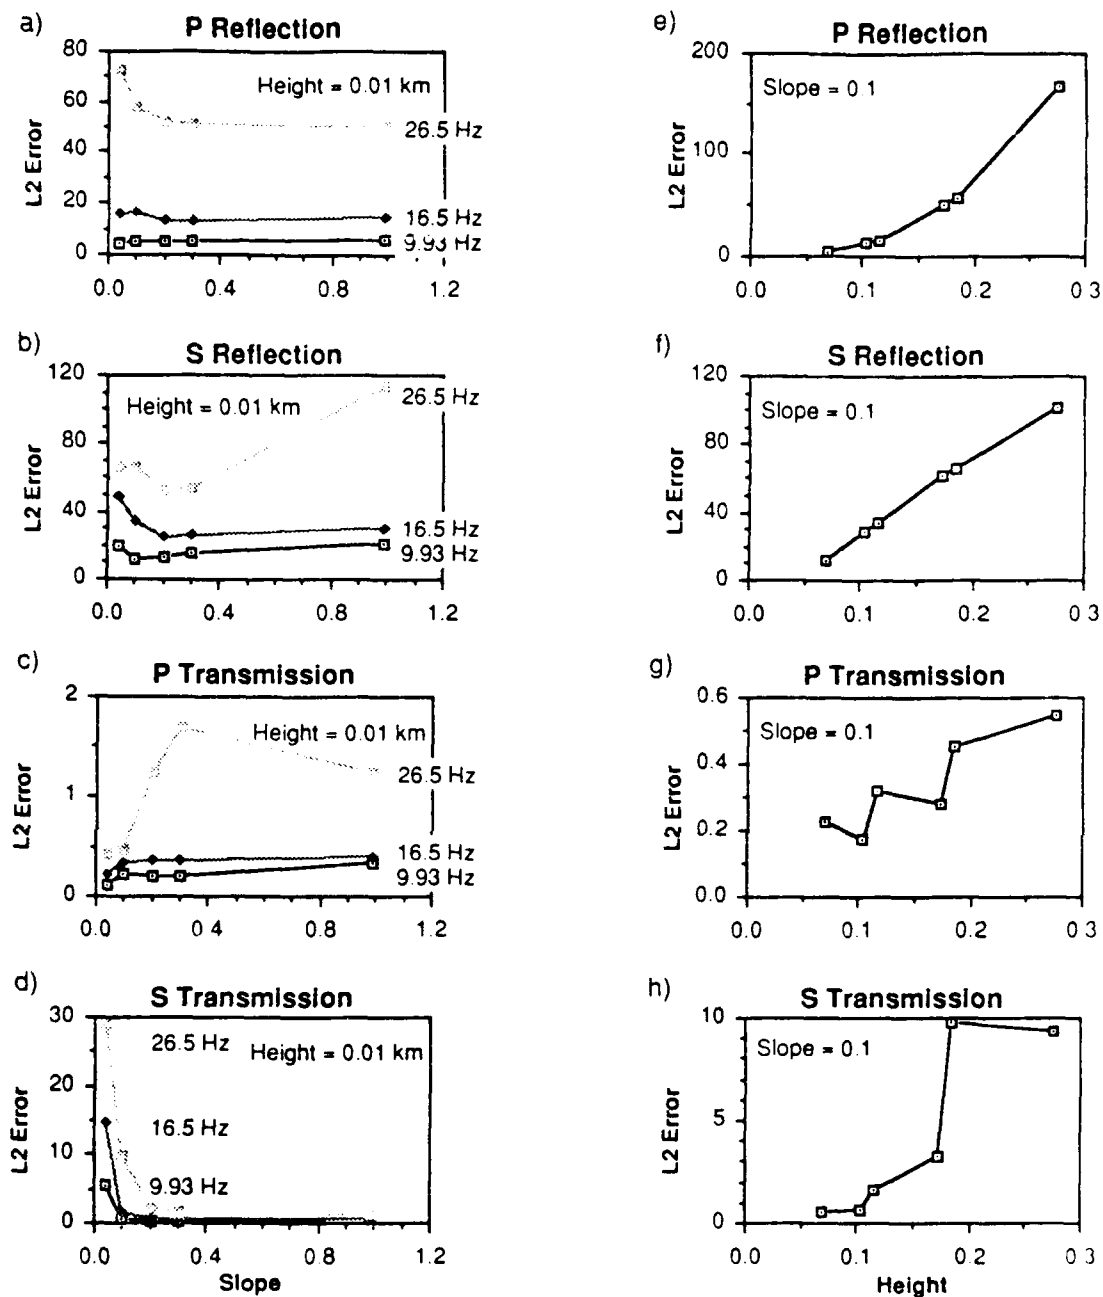 a)
P Reflection
80
60
40
20
0
L2 Error
Height = 0.01 km
26.5 Hz
16.5 Hz
9.93 Hz
0.0 0.4 0.8 1.2
b)
S Reflection
120
80
40
0
L2 Error
Height = 0.01 km
26.5 Hz
16.5 Hz
9.93 Hz
0.0 0.4 0.8 1.2
c)
P Transmission
2
1
0
L2 Error
Height = 0.01 km
26.5 Hz
16.5 Hz
9.93 Hz
0.0 0.4 0.8 1.2
d)
S Transmission
30
20
10
0
L2 Error
26.5 Hz
Height = 0.01 km
16.5 Hz
9.93 Hz
0.0 0.4 0.8 1.2
Slope
e)
P Reflection
200
100
0
L2 Error
Slope = 0.1
0.0 0.1 0.2 0.3
f)
S Reflection
120
80
40
0
L2 Error
Slope = 0.1
0.0 0.1 0.2 0.3
g)
P Transmission
0.6
0.4
0.2
0.0
L2 Error
Slope = 0.1
0.0 0.1 0.2 0.3
h)
S Transmission
10
5
0
L2 Error
Slope = 0.1
0.0 0.1 0.2 0.3
Height